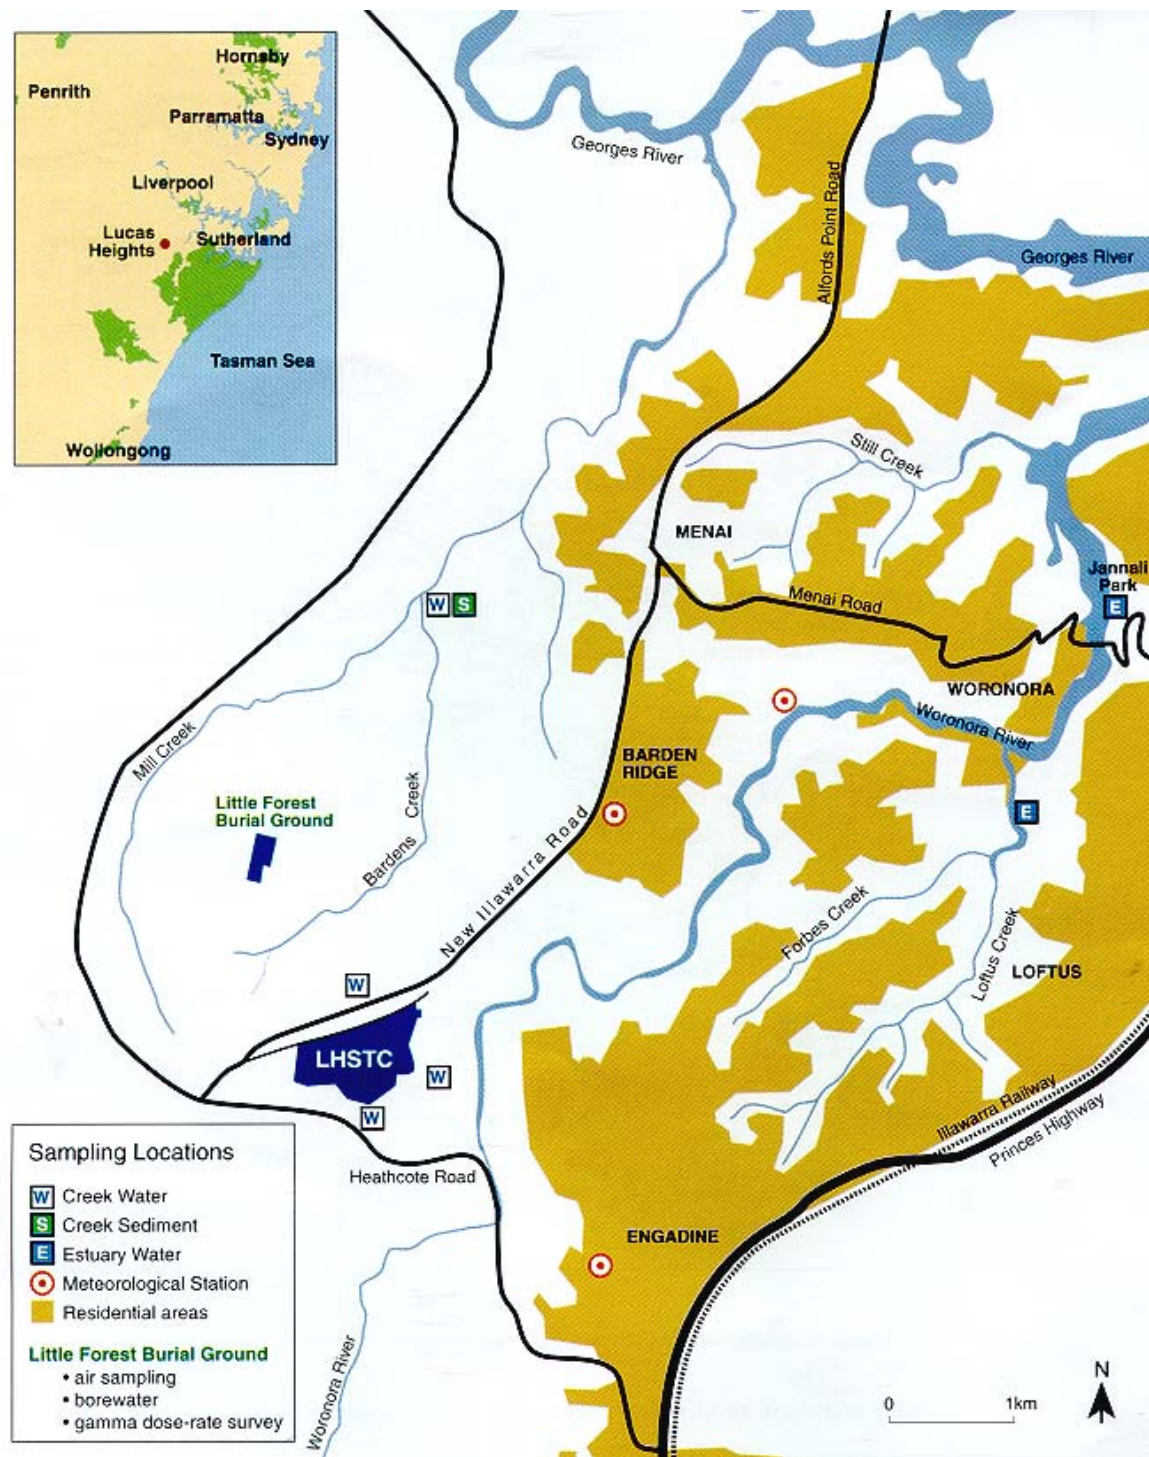 Hornsby
Penrith
Parramatta
Sydney
Liverpool
Lucas
Heights
Sutherland
Tasman Sea
Wollongong
Georges River
Alfords Point Road
Georges River
Still Creek
MENAI
Jannali
Park
E
Menai Road
W S
WORONORA
Woronora River
Mill Creek
BARDEN
RIDGE
Little Forest
Burial Ground
Bardens Creek
New Illawarra Road
E
Forbes Creek
Loftus Creek
LOFTUS
W
LHSTC
W
W
Illawarra Railway
Princes Highway
Heathcote Road
ENGADINE
Woronora River
Sampling Locations
W Creek Water
S Creek Sediment
E Estuary Water
Meteorological Station
Residential areas
Little Forest Burial Ground
• air sampling
• borewater
• gamma dose-rate survey
N
0 1km